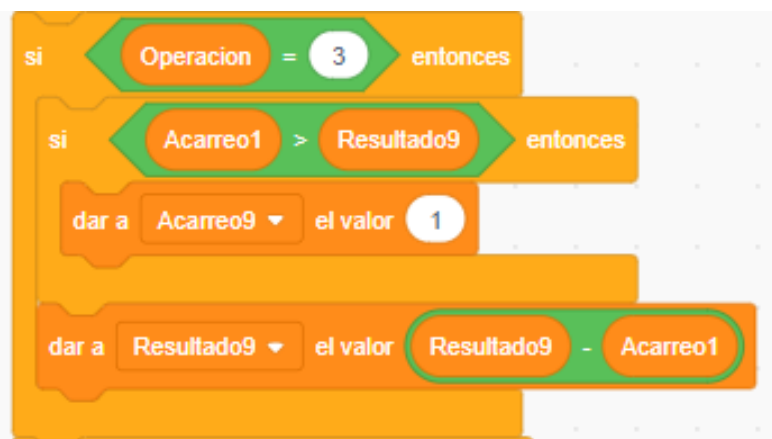 si Operacion = 3 entonces
si Acarreo1 > Resultado9 entonces
dar a Acarreo9 el valor 1
dar a Resultado9 el valor Resultado9 - Acarreo1